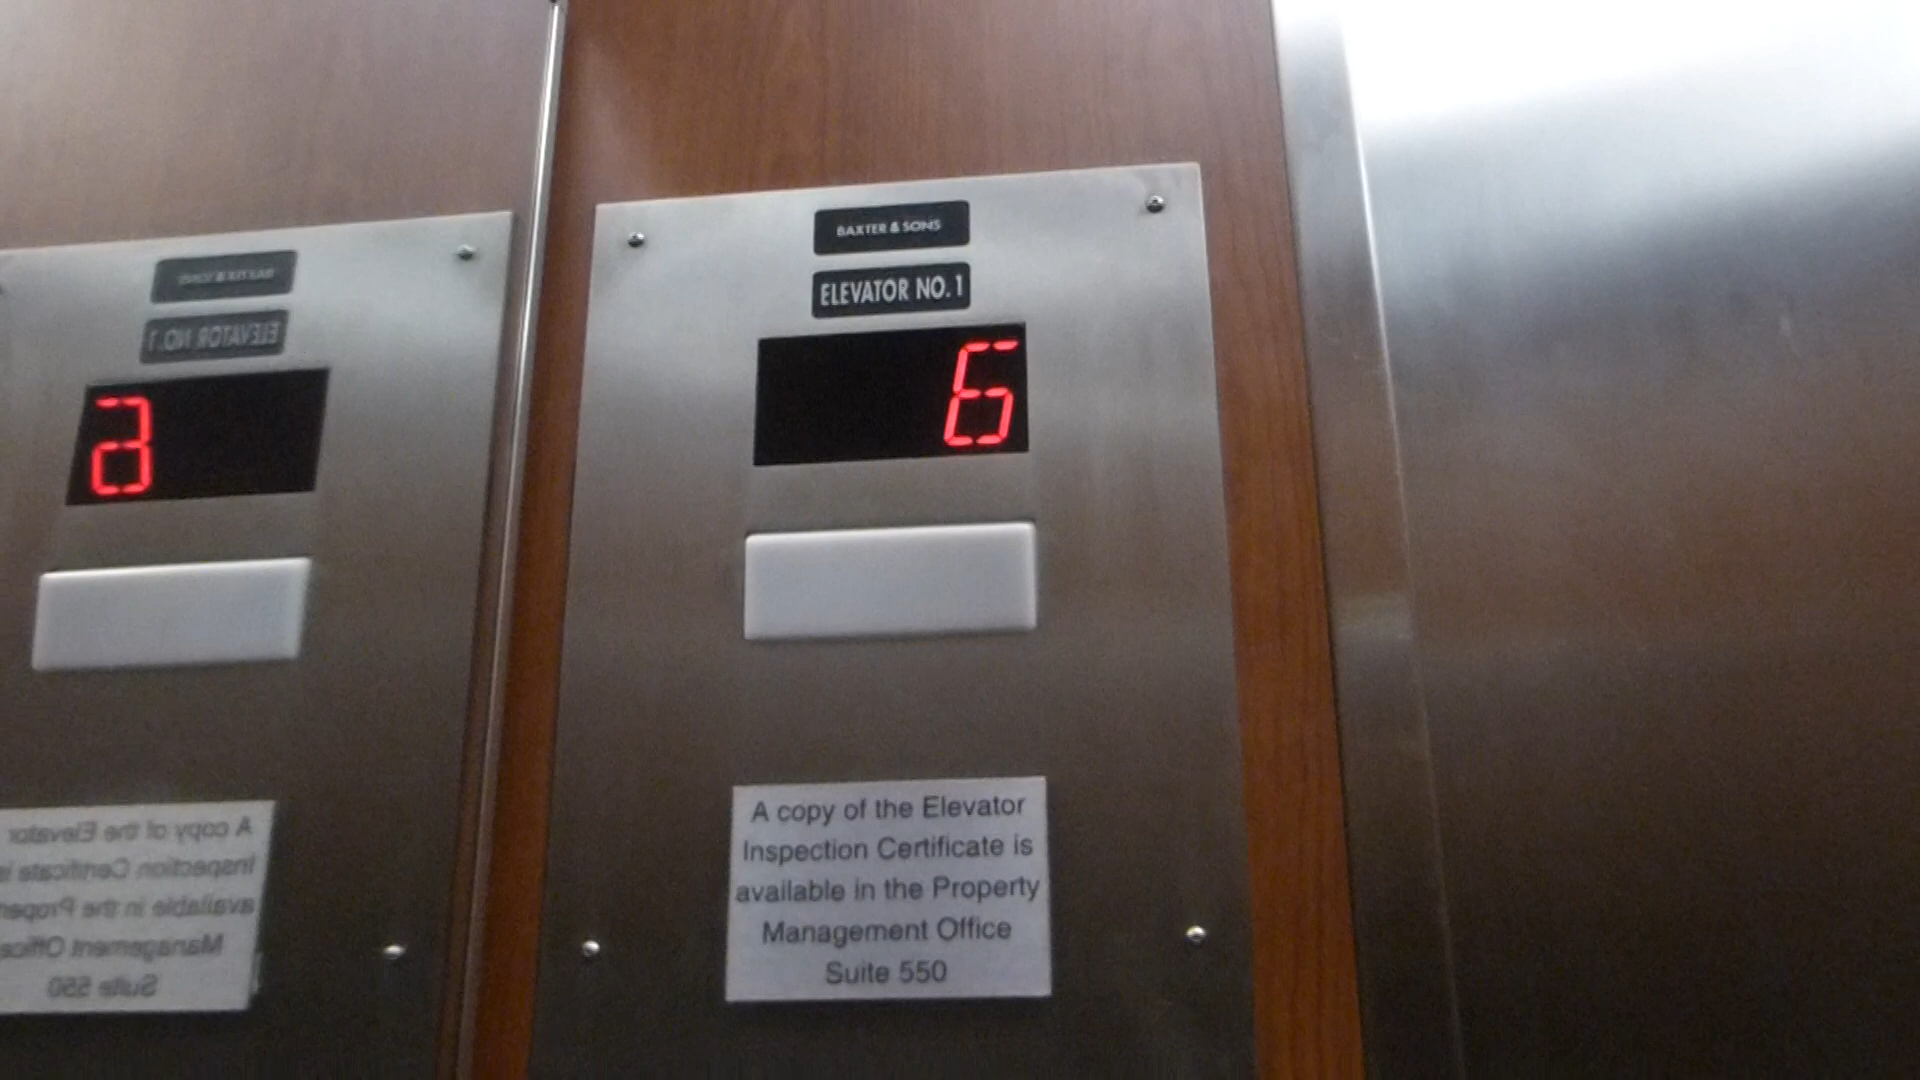 BAXTER & SONS
ELEVATOR NO. 1
6
A copy of the Elevator
Inspection Certificate is
available in the Property
Management Office
Suite 550